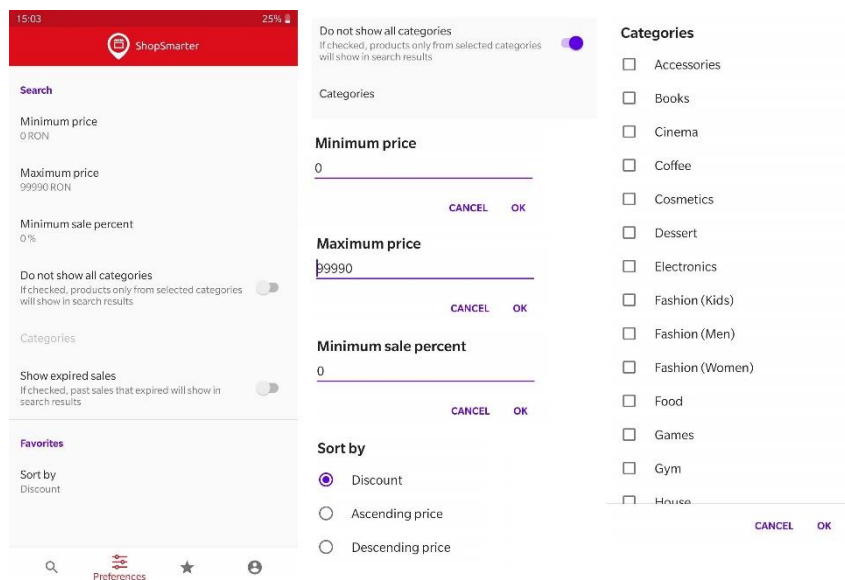 15:03
25%
ShopSmarter
Search
Minimum price
0 RON
Maximum price
99990 RON
Minimum sale percent
0 %
Do not show all categories
If checked, products only from selected categories
will show in search results
Categories
Show expired sales
If checked, past sales that expired will show in
search results
Favorites
Sort by
Discount
Preferences
Do not show all categories
If checked, products only from selected categories
will show in search results
Categories
Minimum price
0
CANCEL OK
Maximum price
99990
CANCEL OK
Minimum sale percent
0
CANCEL OK
Sort by
Discount
Ascending price
Descending price
Categories
Accessories
Books
Cinema
Coffee
Cosmetics
Dessert
Electronics
Fashion (Kids)
Fashion (Men)
Fashion (Women)
Food
Games
Gym
House
CANCEL OK